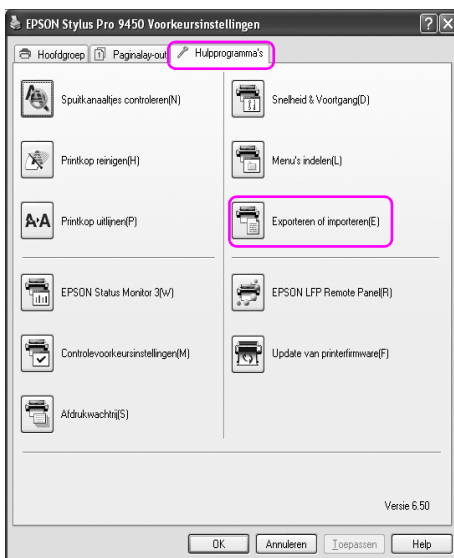 EPSON Stylus Pro 9450 Voorkeursinstellingen
Hoofdgroep Paginalay-out Hulpprogramma's
Spuitkanaaltjes controleren(N) Snelheid & Voortgang(D)
Printkop reinigen(H) Menu's indelen(L)
A A Printkop uitlijnen(P) Exporteren of importeren(E)
EPSON Status Monitor 3(W) EPSON LFP Remote Panel(R)
Controlevoorkeursinstellingen(M) Update van printerfirmware(F)
Afdrukwachtrij(S)
Versie 6.50
OK Annuleren Toepassen Help